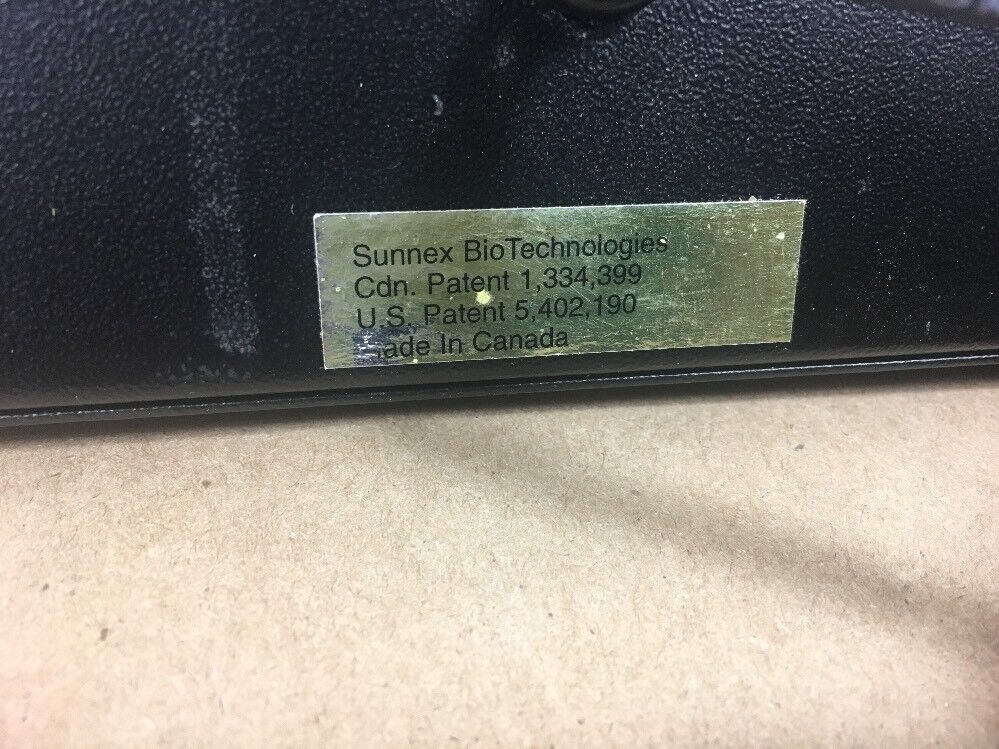 Sunnex BioTechnologies
Cdn. Patent 1,334,399
U.S. Patent 5,402,190
Made In Canada